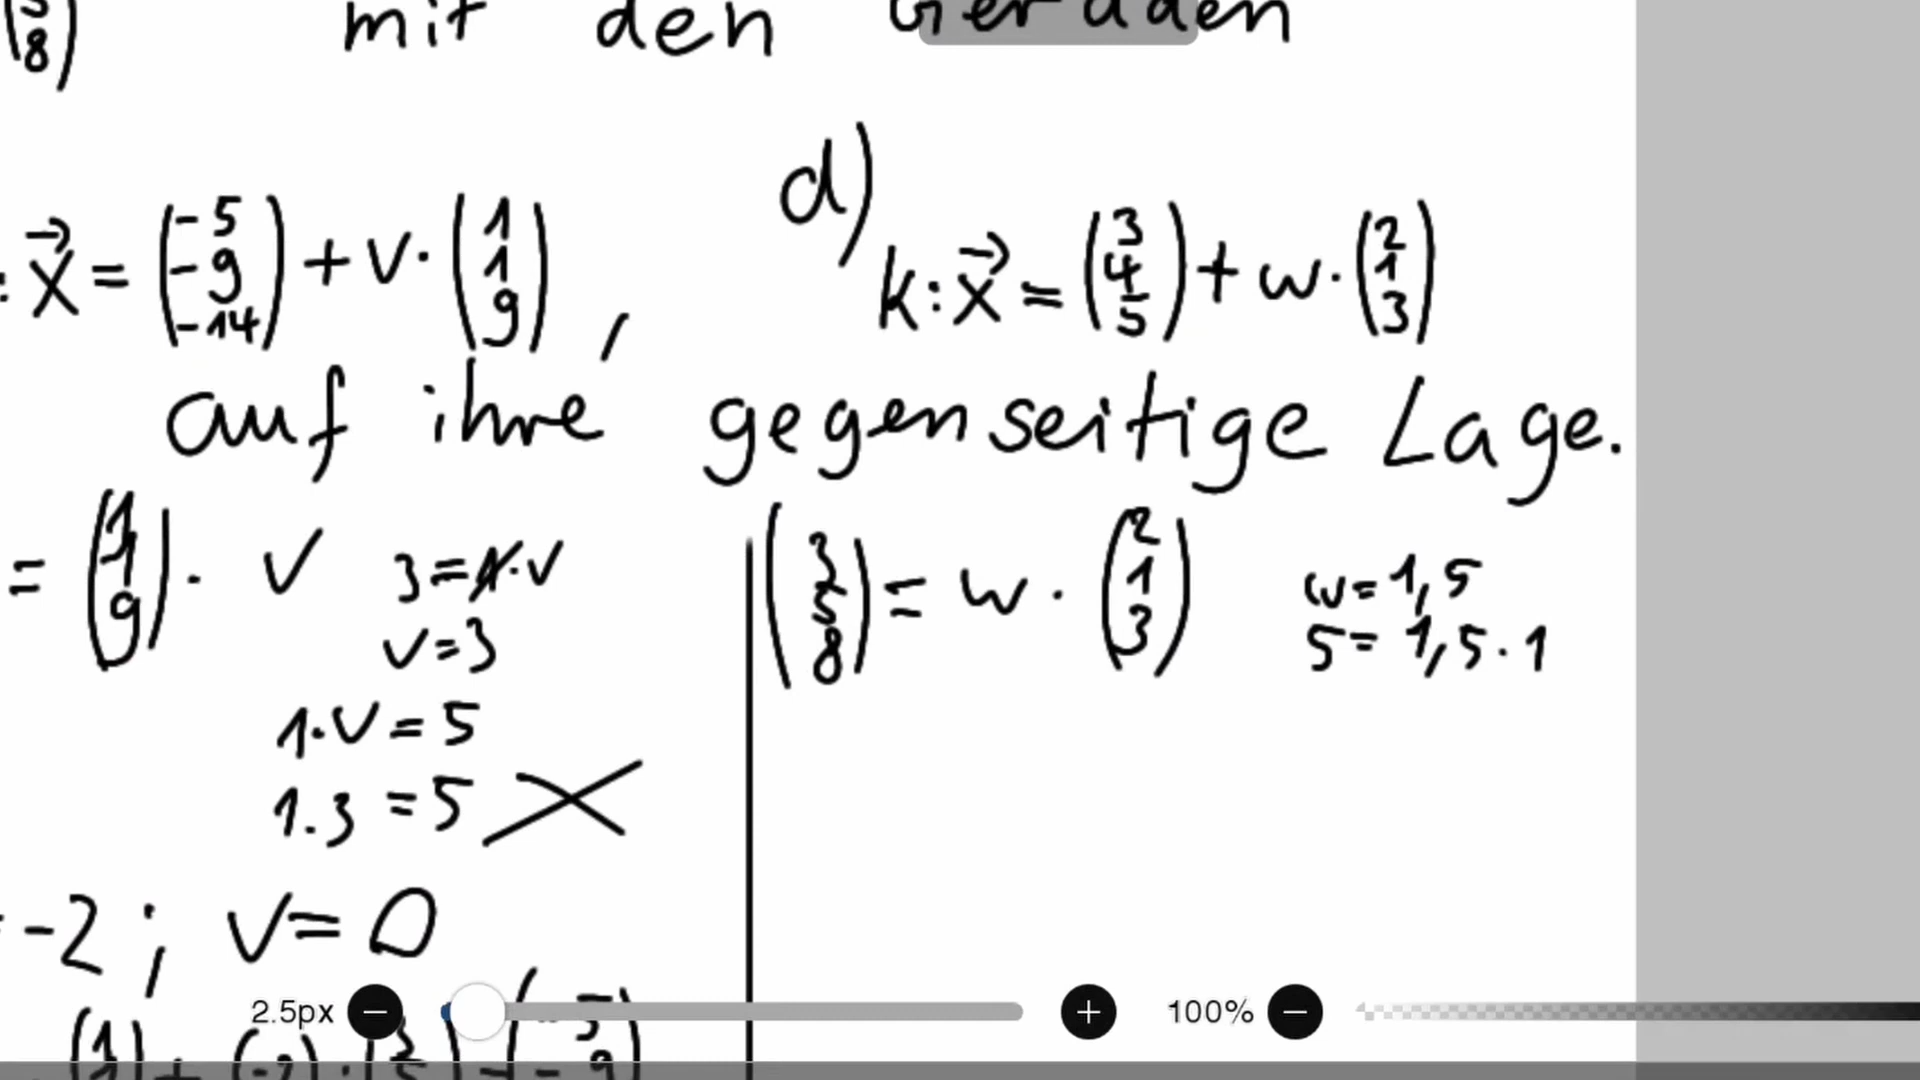 8) mit den Geraden
d)
: x⃗ = (-5 -9 -14) + v · (1 1 9) , k: x⃗ = (3 4 5) + w · (2 1 3)
auf ihre gegenseitige Lage.
= (1 1 9) · v
3 = 1 · v
v = 3
1 · v = 5
1 . 3 = 5
-2 ; v = 0
(3 5 8) = w · (2 1 3)
w = 1,5
5 = 1,5 · 1
2.5px 100%